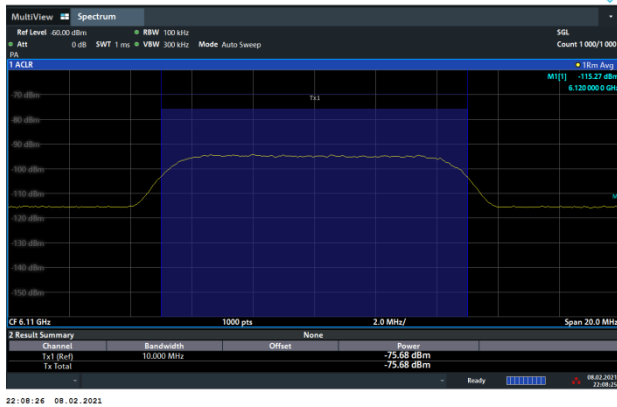 MultiView Spectrum
Ref Level -60.00 dBm RBW 100 kHz SGL
Att 0 dB SWT 1 ms VBW 300 kHz Mode Auto Sweep Count 1 000/1 000
PA
1 ACLR 1Rm Avg
M1[1] -115.27 dBm
6.120 000 0 GHz
-70 dBm
Tx1
-80 dBm
-90 dBm
-100 dBm
-110 dBm
M
-120 dBm
-130 dBm
-140 dBm
-150 dBm
CF 6.11 GHz 1000 pts 2.0 MHz/ Span 20.0 MHz
2 Result Summary None
Channel Bandwidth Offset Power
Tx1 (Ref) 10.000 MHz -75.68 dBm
Tx Total -75.68 dBm
Ready 08.02.2021
22:08:25
22:08:26 08.02.2021